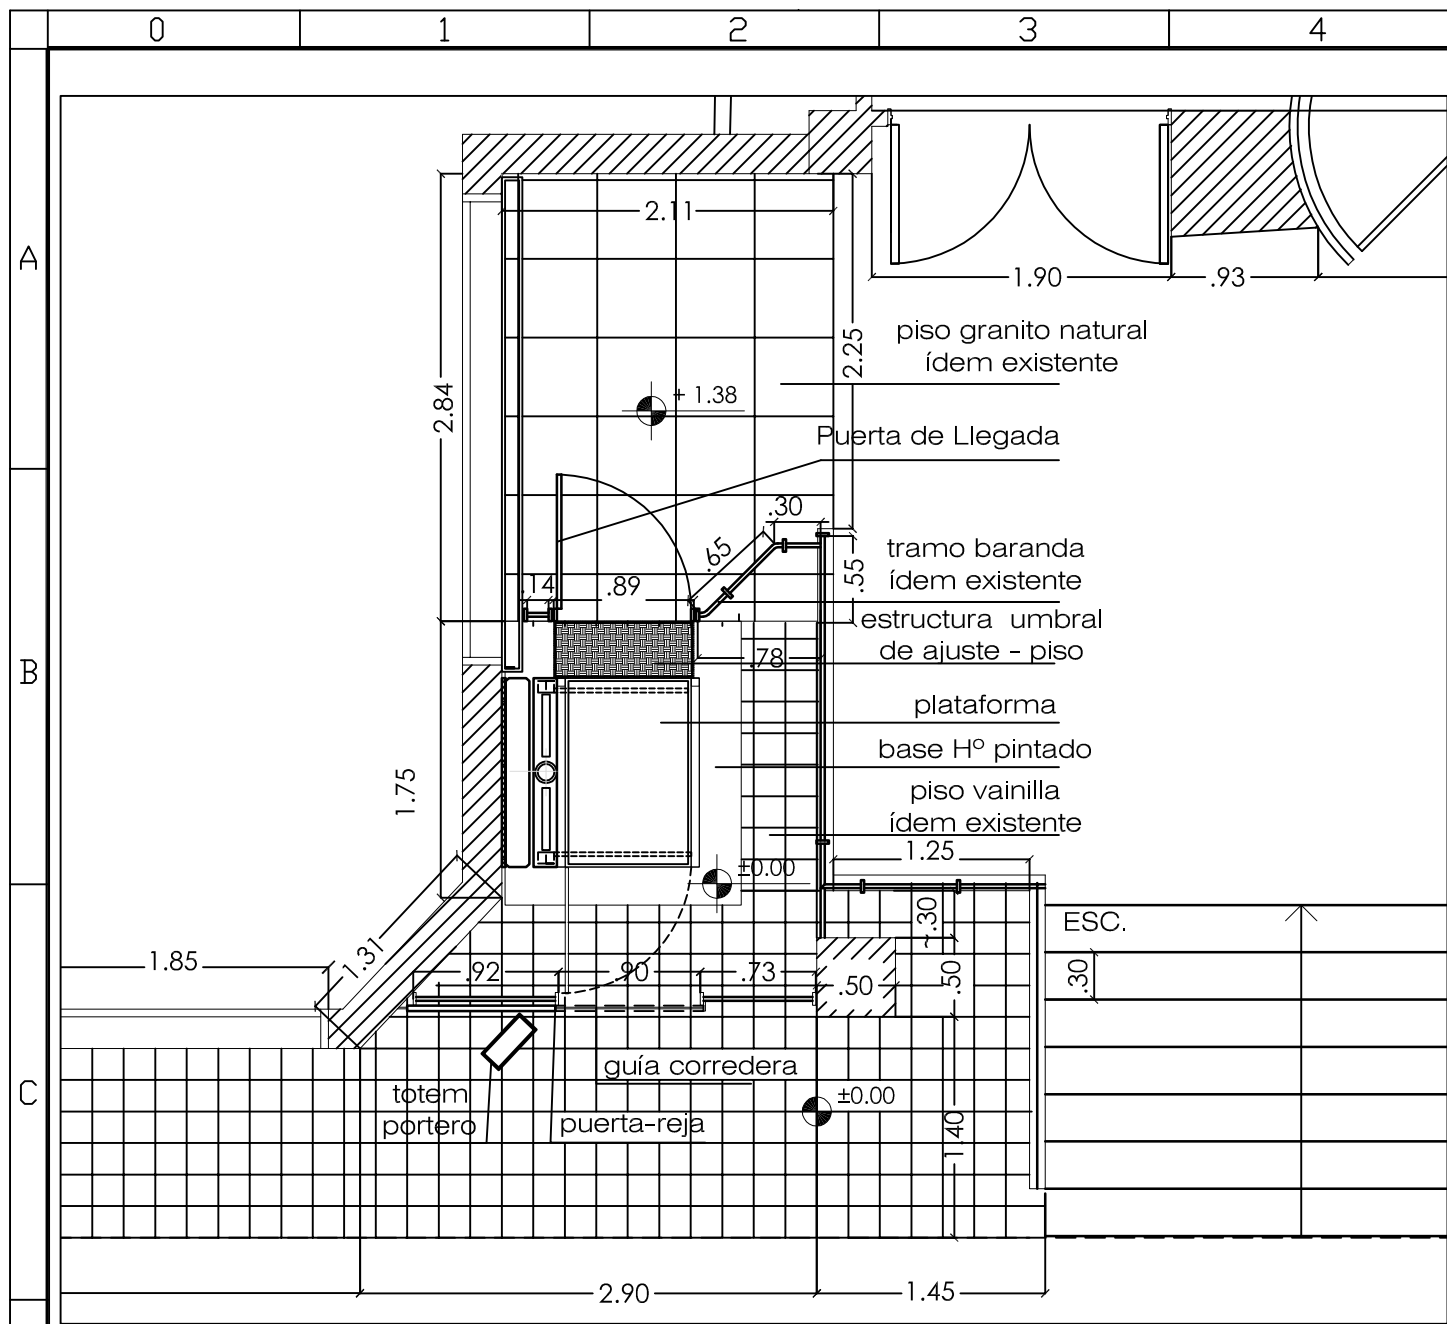 0 1 2 3 4
A
B
C
2.11
1.90
.93
2.25
piso granito natural
ídem existente
2.84
+ 1.38
Puerta de Llegada
.30
.65
.55
tramo baranda
ídem existente
.14
.89
estructura umbral
de ajuste - piso
.78
plataforma
base Hº pintado
1.75
piso vainilla
ídem existente
1.25
±0.00
1.31
~.30
ESC.
1.85
.92
.90
.73
.50
.50
.30
guía corredera
totem
portero
puerta-reja
±0.00
1.40
2.90
1.45